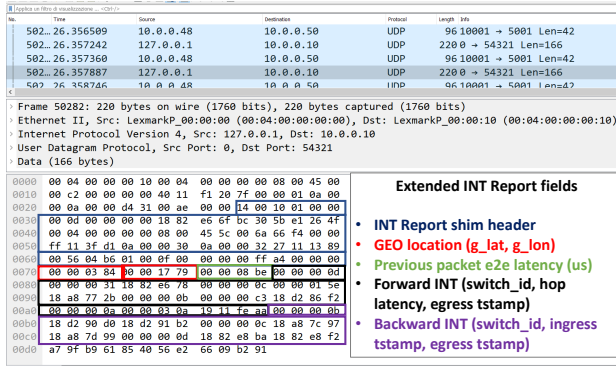 Applica un filtro di visualizzazione ... <Ctrl-/>
No. Time Source Destination Protocol Length Info
502… 26.356509 10.0.0.48 10.0.0.50 UDP 96 10001 → 5001 Len=42
502… 26.357242 127.0.0.1 10.0.0.10 UDP 220 0 → 54321 Len=166
502… 26.357360 10.0.0.48 10.0.0.50 UDP 96 10001 → 5001 Len=42
502… 26.357887 127.0.0.1 10.0.0.10 UDP 220 0 → 54321 Len=166
502 26.358746 10.0.0.48 10.0.0.50 UDP 96 10001 → 5001 Len=42
Frame 50282: 220 bytes on wire (1760 bits), 220 bytes captured (1760 bits)
Ethernet II, Src: LexmarkP_00:00:00 (00:04:00:00:00:00), Dst: LexmarkP_00:00:10 (00:04:00:00:00:10)
Internet Protocol Version 4, Src: 127.0.0.1, Dst: 10.0.0.10
User Datagram Protocol, Src Port: 0, Dst Port: 54321
Data (166 bytes)
0000 00 04 00 00 00 10 00 04 00 00 00 00 08 00 45 00
0010 00 c2 00 00 00 00 40 11 f1 20 7f 00 00 01 0a 00
0020 00 0a 00 00 d4 31 00 ae 00 00 14 00 10 01 00 00
0030 00 0d 00 00 00 18 82 e6 6f bc 30 5b e1 26 4f
0040 00 04 00 00 00 00 08 00 45 5c 00 6a 66 f4 00 00
0050 ff 11 3f d1 0a 00 00 30 0a 00 00 32 27 11 13 89
0060 00 56 04 b6 01 00 0f 00 00 00 00 ff a4 00 00 00
0070 00 00 03 84 00 00 17 79 00 00 08 be 00 00 00 0d
0080 00 00 00 31 18 82 e6 78 00 00 00 0c 00 00 01 5e
0090 18 a8 77 2b 00 00 00 0b 00 00 00 c3 18 d2 86 f2
00a0 00 00 00 0a 00 00 03 0a 19 11 fe aa 00 00 00 0b
00b0 18 d2 90 d0 18 d2 91 b2 00 00 00 0c 18 a8 7c 97
00c0 18 a8 7d 99 00 00 00 0d 18 82 e8 ba 18 82 e8 f2
00d0 a7 9f b9 61 85 40 56 e2 66 09 b2 91
Extended INT Report fields
• INT Report shim header
• GEO location (g_lat, g_lon)
• Previous packet e2e latency (us)
• Forward INT (switch_id, hop
latency, egress tstamp)
• Backward INT (switch_id, ingress
tstamp, egress tstamp)